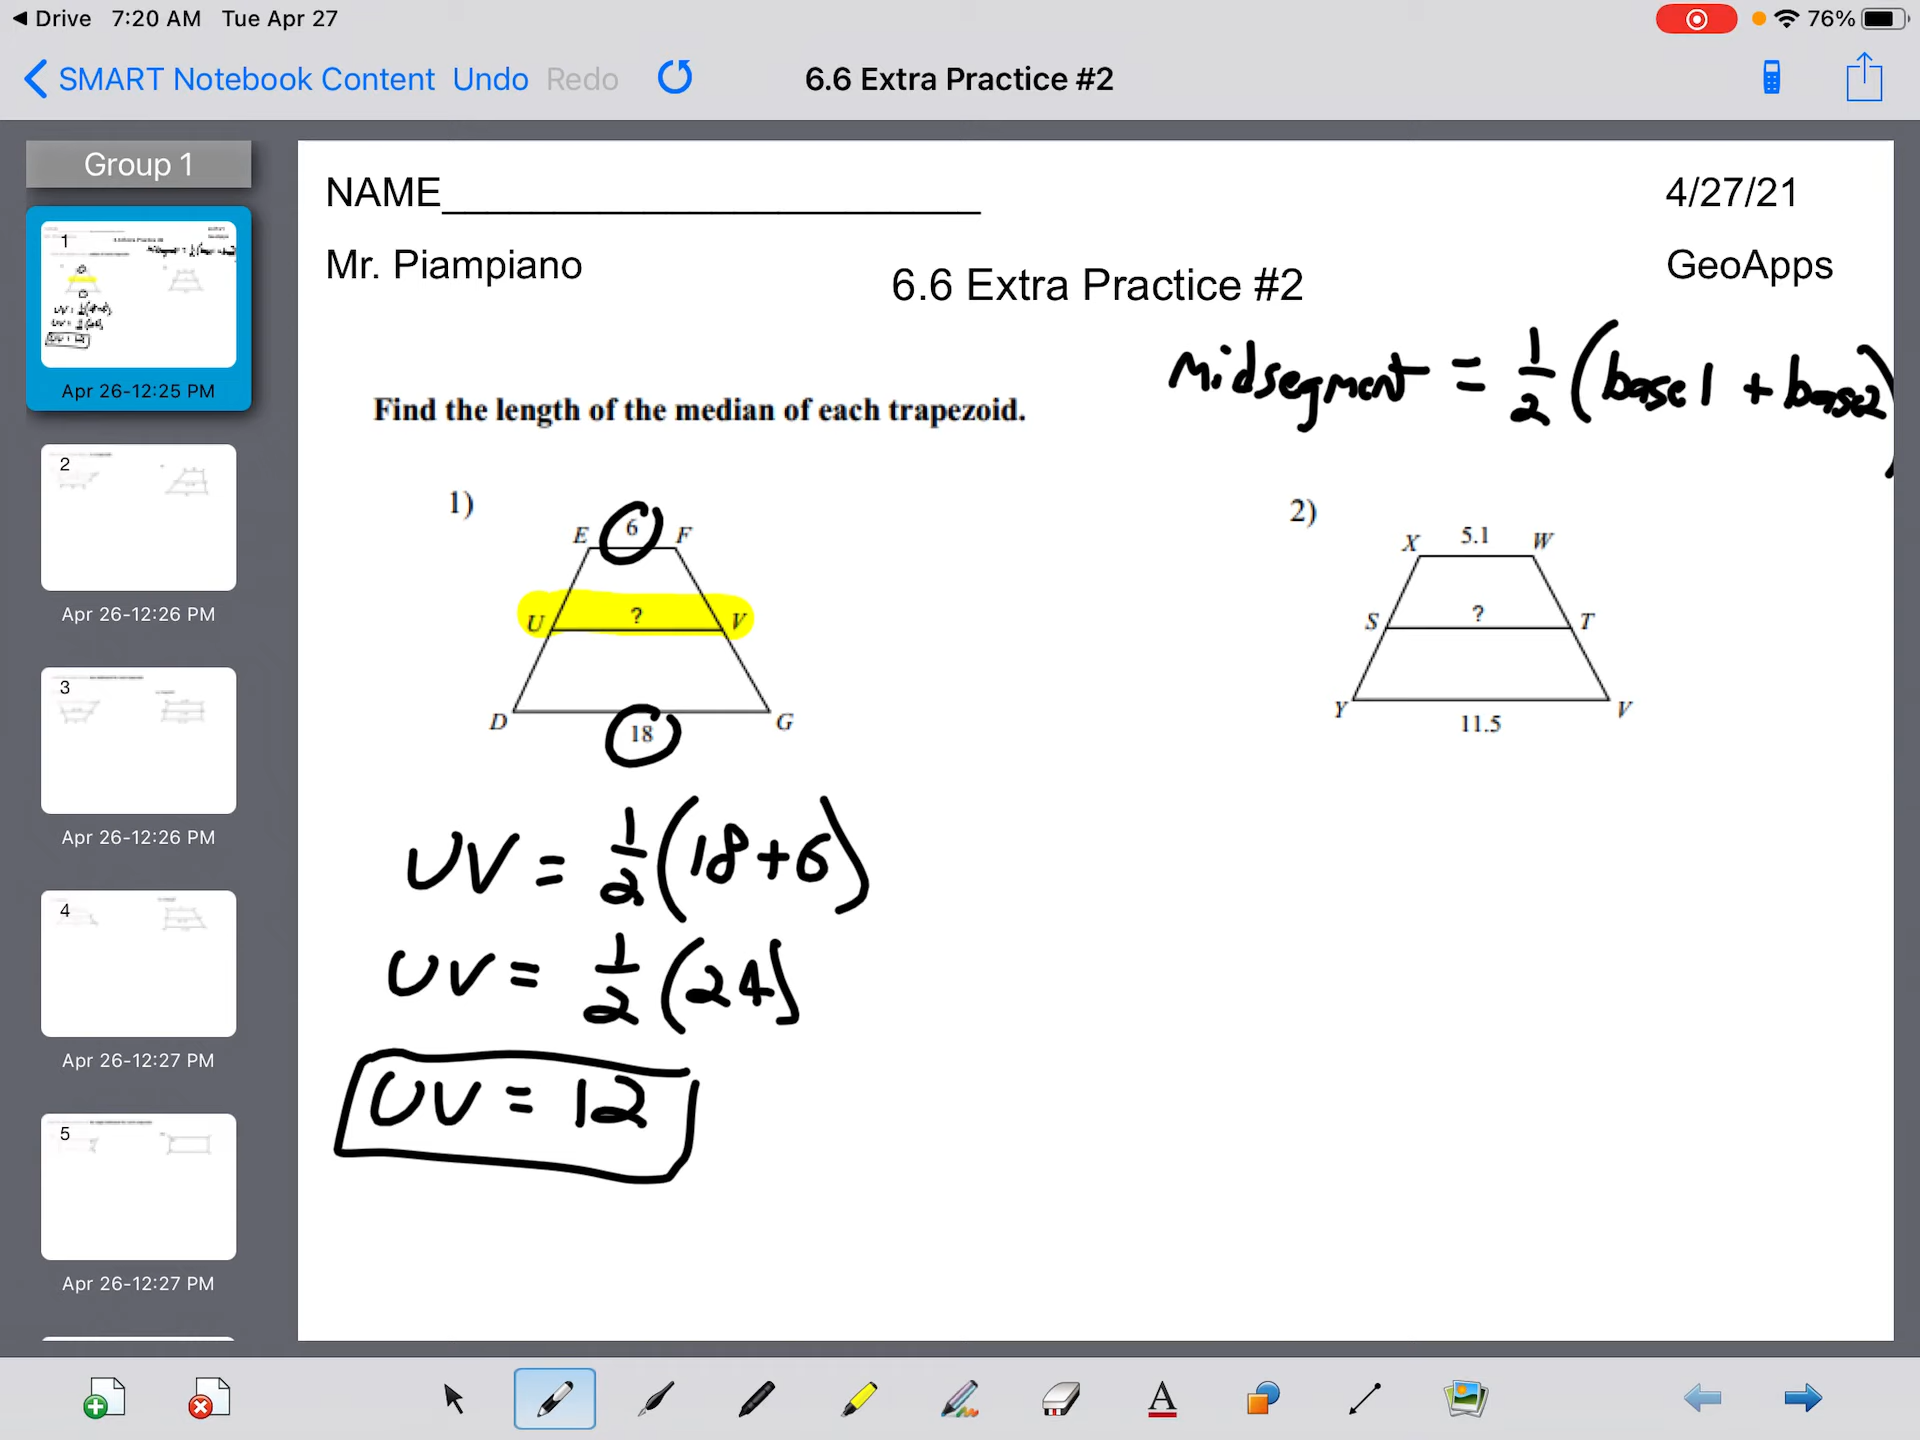 Drive 7:20 AM Tue Apr 27 76%
SMART Notebook Content Undo Redo 6.6 Extra Practice #2
Group 1
1
Apr 26-12:25 PM
2
Apr 26-12:26 PM
3
Apr 26-12:26 PM
4
Apr 26-12:27 PM
5
Apr 26-12:27 PM
NAME________________________ 4/27/21
Mr. Piampiano 6.6 Extra Practice #2 GeoApps
midsegment = 1/2 (base1 + base2)
Find the length of the median of each trapezoid.
1)
E 6 F
U ? V
D 18 G
UV = 1/2 (18+6)
UV = 1/2 (24)
UV = 12
2)
X 5.1 W
S ? T
Y 11.5 V
A